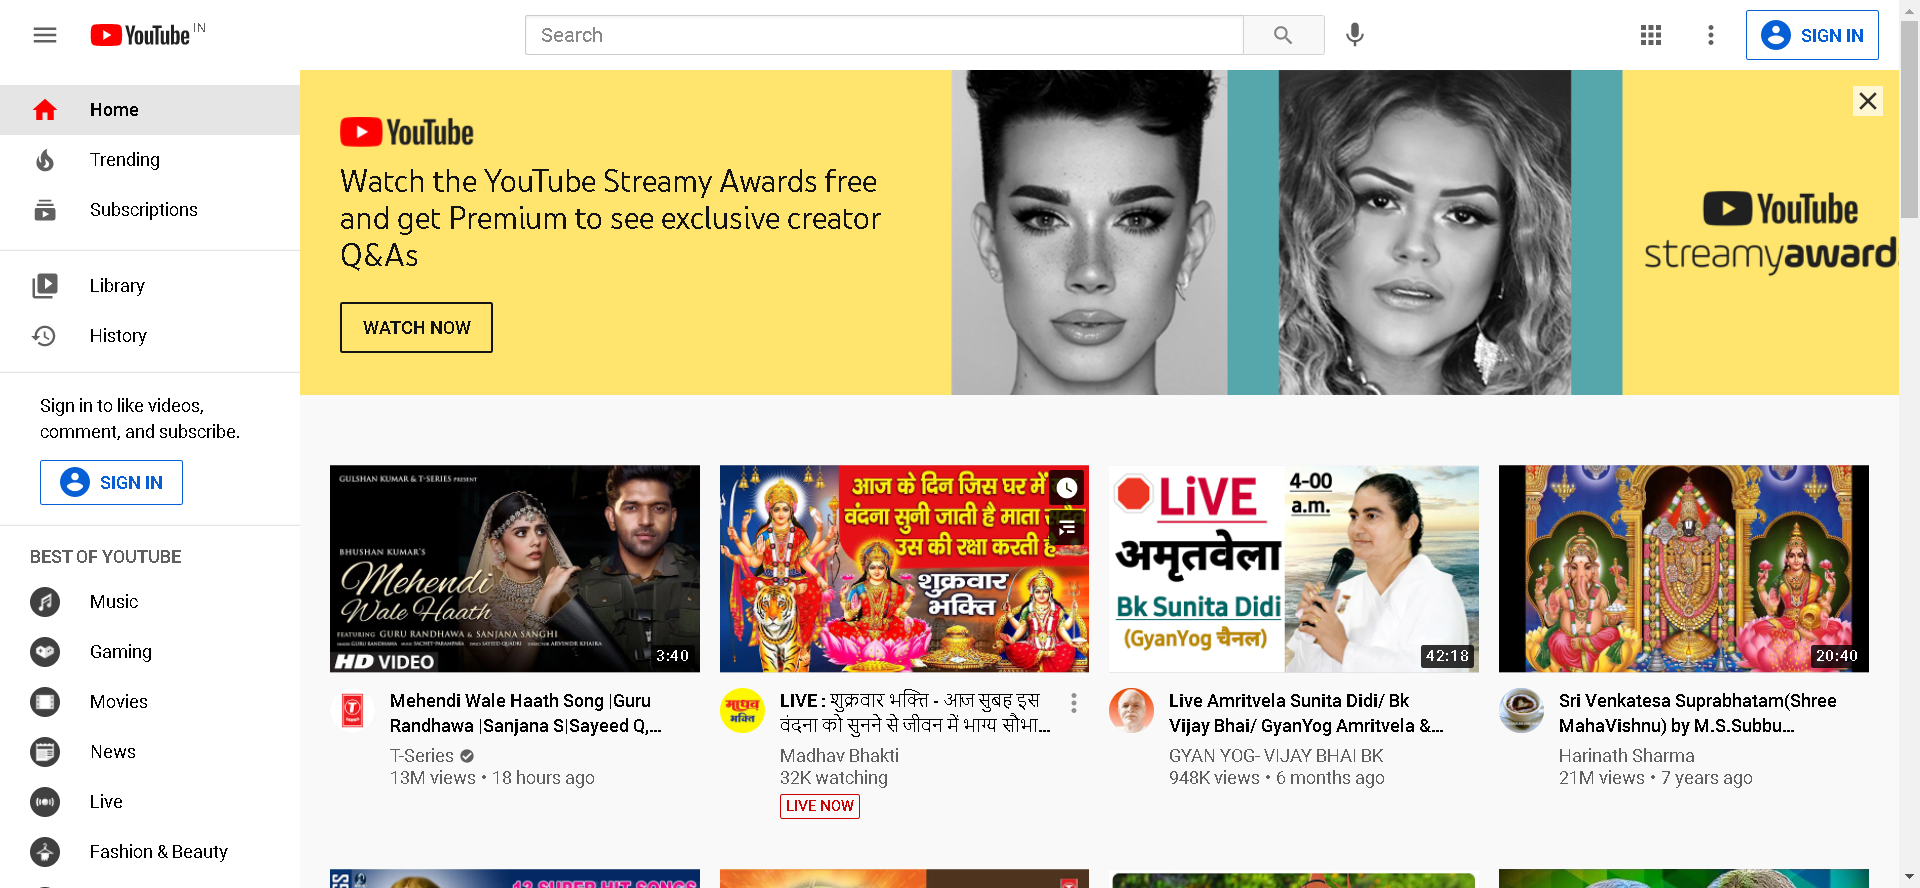 YouTube IN
Search
SIGN IN
Home
Trending
Subscriptions
Library
History
Sign in to like videos,
comment, and subscribe.
SIGN IN
BEST OF YOUTUBE
Music
Gaming
Movies
News
Live
Fashion & Beauty
YouTube
Watch the YouTube Streamy Awards free
and get Premium to see exclusive creator
Q&As
WATCH NOW
YouTube
streamyaward
GULSHAN KUMAR & T-SERIES PRESENT
BHUSHAN KUMAR'S
Mehendi
Wale Haath
FEATURING GURU RANDHAWA & SANJANA SANGHI
HD VIDEO
3:40
Mehendi Wale Haath Song |Guru
Randhawa |Sanjana S|Sayeed Q,...
T-Series
13M views • 18 hours ago
आज के दिन जिस घर में
वंदना सुनी जाती है माता
उस की रक्षा करती है
शुक्रवार
भक्ति
माधव
भक्ति
LIVE : शुक्रवार भक्ति - आज सुबह इस
वंदना को सुनने से जीवन में भाग्य सौभा...
Madhav Bhakti
32K watching
LIVE NOW
LiVE
4-00
a.m.
अमृतवेला
Bk Sunita Didi
(GyanYog चैनल)
42:18
Live Amritvela Sunita Didi/ Bk
Vijay Bhai/ GyanYog Amritvela &...
GYAN YOG- VIJAY BHAI BK
948K views • 6 months ago
20:40
Sri Venkatesa Suprabhatam(Shree
MahaVishnu) by M.S.Subbu...
Harinath Sharma
21M views • 7 years ago
12 SUPER HIT SONGS